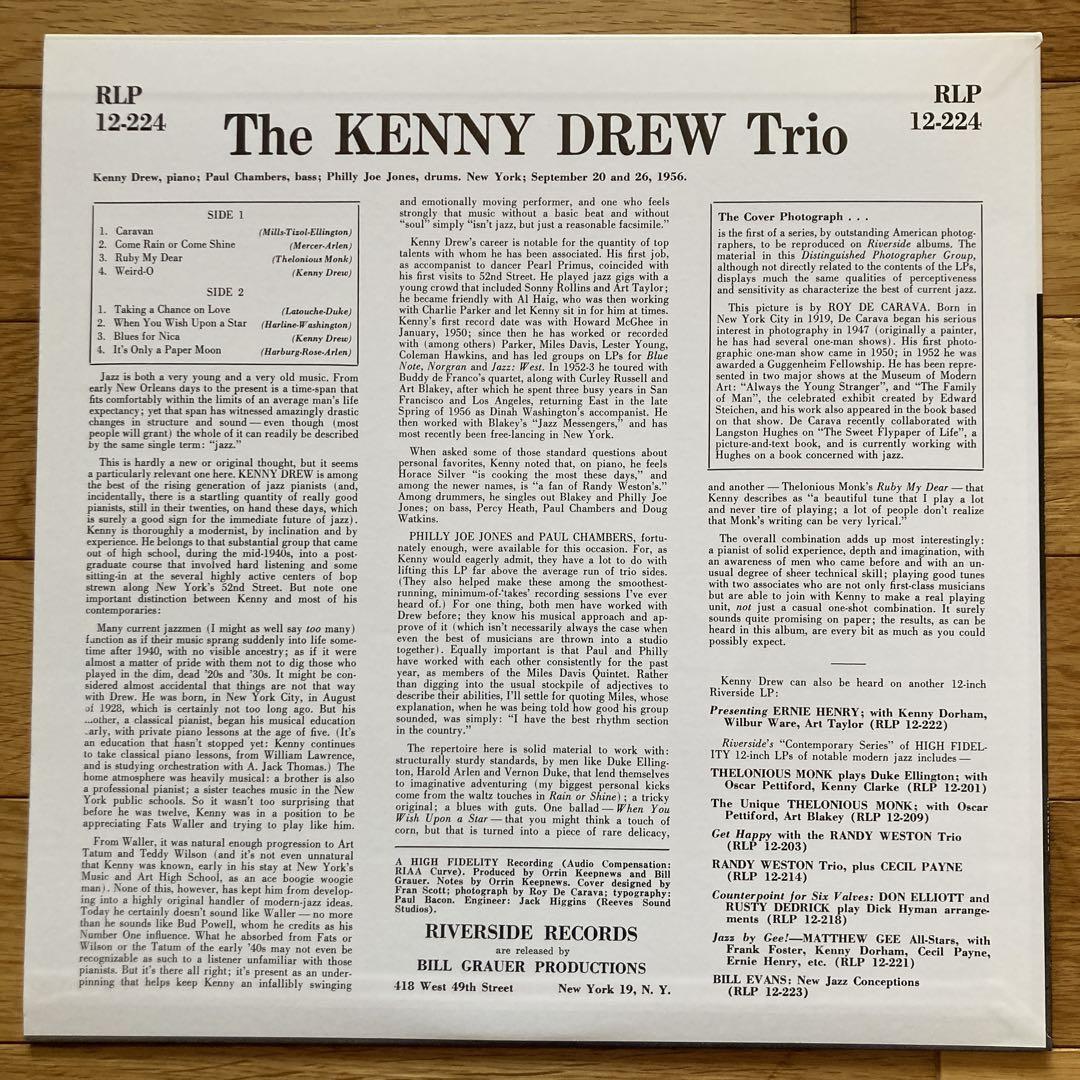 RLP
12-224
The KENNY DREW Trio
RLP
12-224
Kenny Drew, piano; Paul Chambers, bass; Philly Joe Jones, drums. New York; September 20 and 26, 1956.
SIDE 1
1. Caravan (Mills-Tizol-Ellington)
2. Come Rain or Come Shine (Mercer-Arlen)
3. Ruby My Dear (Thelonious Monk)
4. Weird-O (Kenny Drew)
SIDE 2
1. Taking a Chance on Love (Latouche-Duke)
2. When You Wish Upon a Star (Harline-Washington)
3. Blues for Nica (Kenny Drew)
4. It's Only a Paper Moon (Harburg-Rose-Arlen)
Jazz is both a very young and a very old music. From
early New Orleans days to the present is a time-span that
fits comfortably within the limits of an average man's life
expectancy; yet that span has witnessed amazingly drastic
changes in structure and sound — even though (most
people will grant) the whole of it can readily be described
by the same single term: "jazz."
This is hardly a new or original thought, but it seems
a particularly relevant one here. KENNY DREW is among
the best of the rising generation of jazz pianists (and,
incidentally, there is a startling quantity of really good
pianists, still in their twenties, on hand these days, which
is surely a good sign for the immediate future of jazz).
Kenny is thoroughly a modernist, by inclination and by
experience. He belongs to that substantial group that came
out of high school, during the mid-1940s, into a post-
graduate course that involved hard listening and some
sitting-in at the several highly active centers of bop
strewn along New York's 52nd Street. But note one
important distinction between Kenny and most of his
contemporaries:
Many current jazzmen (I might as well say too many)
function as if their music sprang suddenly into life some-
time after 1940, with no visible ancestry; as if it were
almost a matter of pride with them not to dig those who
played in the dim, dead '20s and '30s. It might be con-
sidered almost accidental that things are not that way
with Drew. He was born, in New York City, in August
of 1928, which is certainly not too long ago. But his
...other, a classical pianist, began his musical education
.arly, with private piano lessons at the age of five. (It's
an education that hasn't stopped yet: Kenny continues
to take classical piano lessons, from William Lawrence,
and is studying orchestration with A. Jack Thomas.) The
home atmosphere was heavily musical: a brother is also
a professional pianist; a sister teaches music in the New
York public schools. So it wasn't too surprising that
before he was twelve, Kenny was in a position to be
appreciating Fats Waller and trying to play like him.
From Waller, it was natural enough progression to Art
Tatum and Teddy Wilson (and it's not even unnatural
that Kenny was known, early in his stay at New York's
Music and Art High School, as an ace boogie woogie
man). None of this, however, has kept him from develop-
ing into a highly original handler of modern-jazz ideas.
Today he certainly doesn't sound like Waller — no more
than he sounds like Bud Powell, whom he credits as his
Number One influence. What he absorbed from Fats or
Wilson or the Tatum of the early '40s may not even be
recognizable as such to a listener unfamiliar with those
pianists. But it's there all right; it's present as an under-
pinning that helps keep Kenny an infallibly swinging
and emotionally moving performer, and one who feels
strongly that music without a basic beat and without
"soul" simply "isn't jazz, but just a reasonable facsimile."
Kenny Drew's career is notable for the quantity of top
talents with whom he has been associated. His first job,
as accompanist to dancer Pearl Primus, coincided with
his first visits to 52nd Street. He played jazz gigs with a
young crowd that included Sonny Rollins and Art Taylor;
he became friendly with Al Haig, who was then working
with Charlie Parker and let Kenny sit in for him at times.
Kenny's first record date was with Howard McGhee in
January, 1950; since then he has worked or recorded
with (among others) Parker, Miles Davis, Lester Young,
Coleman Hawkins, and has led groups on LPs for Blue
Note, Norgran and Jazz: West. In 1952-3 he toured with
Buddy de Franco's quartet, along with Curley Russell and
Art Blakey, after which he spent three busy years in San
Francisco and Los Angeles, returning East in the late
Spring of 1956 as Dinah Washington's accompanist. He
then worked with Blakey's "Jazz Messengers," and has
most recently been free-lancing in New York.
When asked some of those standard questions about
personal favorites, Kenny noted that, on piano, he feels
Horace Silver "is cooking the most these days," and
among the newer names, is "a fan of Randy Weston's."
Among drummers, he singles out Blakey and Philly Joe
Jones; on bass, Percy Heath, Paul Chambers and Doug
Watkins.
PHILLY JOE JONES and PAUL CHAMBERS, fortu-
nately enough, were available for this occasion. For, as
Kenny would eagerly admit, they have a lot to do with
lifting this LP far above the average run of trio sides.
(They also helped make these among the smoothest-
running, minimum-of-'takes' recording sessions I've ever
heard of.) For one thing, both men have worked with
Drew before; they know his musical approach and ap-
prove of it (which isn't necessarily always the case when
even the best of musicians are thrown into a studio
together). Equally important is that Paul and Philly
have worked with each other consistently for the past
year, as members of the Miles Davis Quintet. Rather
than digging into the usual stockpile of adjectives to
describe their abilities, I'll settle for quoting Miles, whose
explanation, when he was being told how good his group
sounded, was simply: "I have the best rhythm section
in the country."
The repertoire here is solid material to work with:
structurally sturdy standards, by men like Duke Elling-
ton, Harold Arlen and Vernon Duke, that lend themselves
to imaginative adventuring (my biggest personal kicks
come from the waltz touches in Rain or Shine); a tricky
original; a blues with guts. One ballad — When You
Wish Upon a Star — that you might think a touch of
corn, but that is turned into a piece of rare delicacy,
A HIGH FIDELITY Recording (Audio Compensation:
RIAA Curve). Produced by Orrin Keepnews and Bill
Grauer. Notes by Orrin Keepnews. Cover designed by
Fran Scott; photograph by Roy De Carava; typography:
Paul Bacon. Engineer: Jack Higgins (Reeves Sound
Studios).
RIVERSIDE RECORDS
are released by
BILL GRAUER PRODUCTIONS
418 West 49th Street New York 19, N. Y.
The Cover Photograph . . .
is the first of a series, by outstanding American photog-
raphers, to be reproduced on Riverside albums. The
material in this Distinguished Photographer Group,
although not directly related to the contents of the LPs,
displays much the same qualities of perceptiveness
and sensitivity as characterize the best of current jazz.
This picture is by ROY DE CARAVA. Born in
New York City in 1919, De Carava began his serious
interest in photography in 1947 (originally a painter,
he has had several one-man shows). His first photo-
graphic one-man show came in 1950; in 1952 he was
awarded a Guggenheim Fellowship. He has been repre-
sented in two major shows at the Museum of Modern
Art: "Always the Young Stranger", and "The Family
of Man", the celebrated exhibit created by Edward
Steichen, and his work also appeared in the book based
on that show. De Carava recently collaborated with
Langston Hughes on "The Sweet Flypaper of Life", a
picture-and-text book, and is currently working with
Hughes on a book concerned with jazz.
and another — Thelonious Monk's Ruby My Dear — that
Kenny describes as "a beautiful tune that I play a lot
and never tire of playing; a lot of people don't realize
that Monk's writing can be very lyrical."
The overall combination adds up most interestingly:
a pianist of solid experience, depth and imagination, with
an awareness of men who came before and with an un-
usual degree of sheer technical skill; playing good tunes
with two associates who are not only first-class musicians
but are able to join with Kenny to make a real playing
unit, not just a casual one-shot combination. It surely
sounds quite promising on paper; the results, as can be
heard in this album, are every bit as much as you could
possibly expect.
Kenny Drew can also be heard on another 12-inch
Riverside LP:
Presenting ERNIE HENRY; with Kenny Dorham,
Wilbur Ware, Art Taylor (RLP 12-222)
Riverside's "Contemporary Series" of HIGH FIDEL-
ITY 12-inch LPs of notable modern jazz includes —
THELONIOUS MONK plays Duke Ellington; with
Oscar Pettiford, Kenny Clarke (RLP 12-201)
The Unique THELONIOUS MONK; with Oscar
Pettiford, Art Blakey (RLP 12-209)
Get Happy with the RANDY WESTON Trio
(RLP 12-203)
RANDY WESTON Trio, plus CECIL PAYNE
(RLP 12-214)
Counterpoint for Six Valves: DON ELLIOTT and
RUSTY DEDRICK play Dick Hyman arrange-
ments (RLP 12-218)
Jazz by Gee!—MATTHEW GEE All-Stars, with
Frank Foster, Kenny Dorham, Cecil Payne,
Ernie Henry, etc. (RLP 12-221)
BILL EVANS: New Jazz Conceptions
(RLP 12-223)